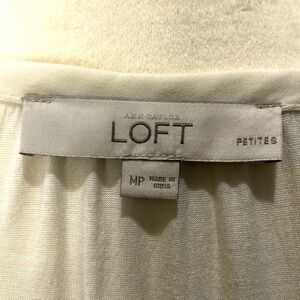 ANN TAYLOR
LOFT
PETITES
MP MADE IN
CHINA